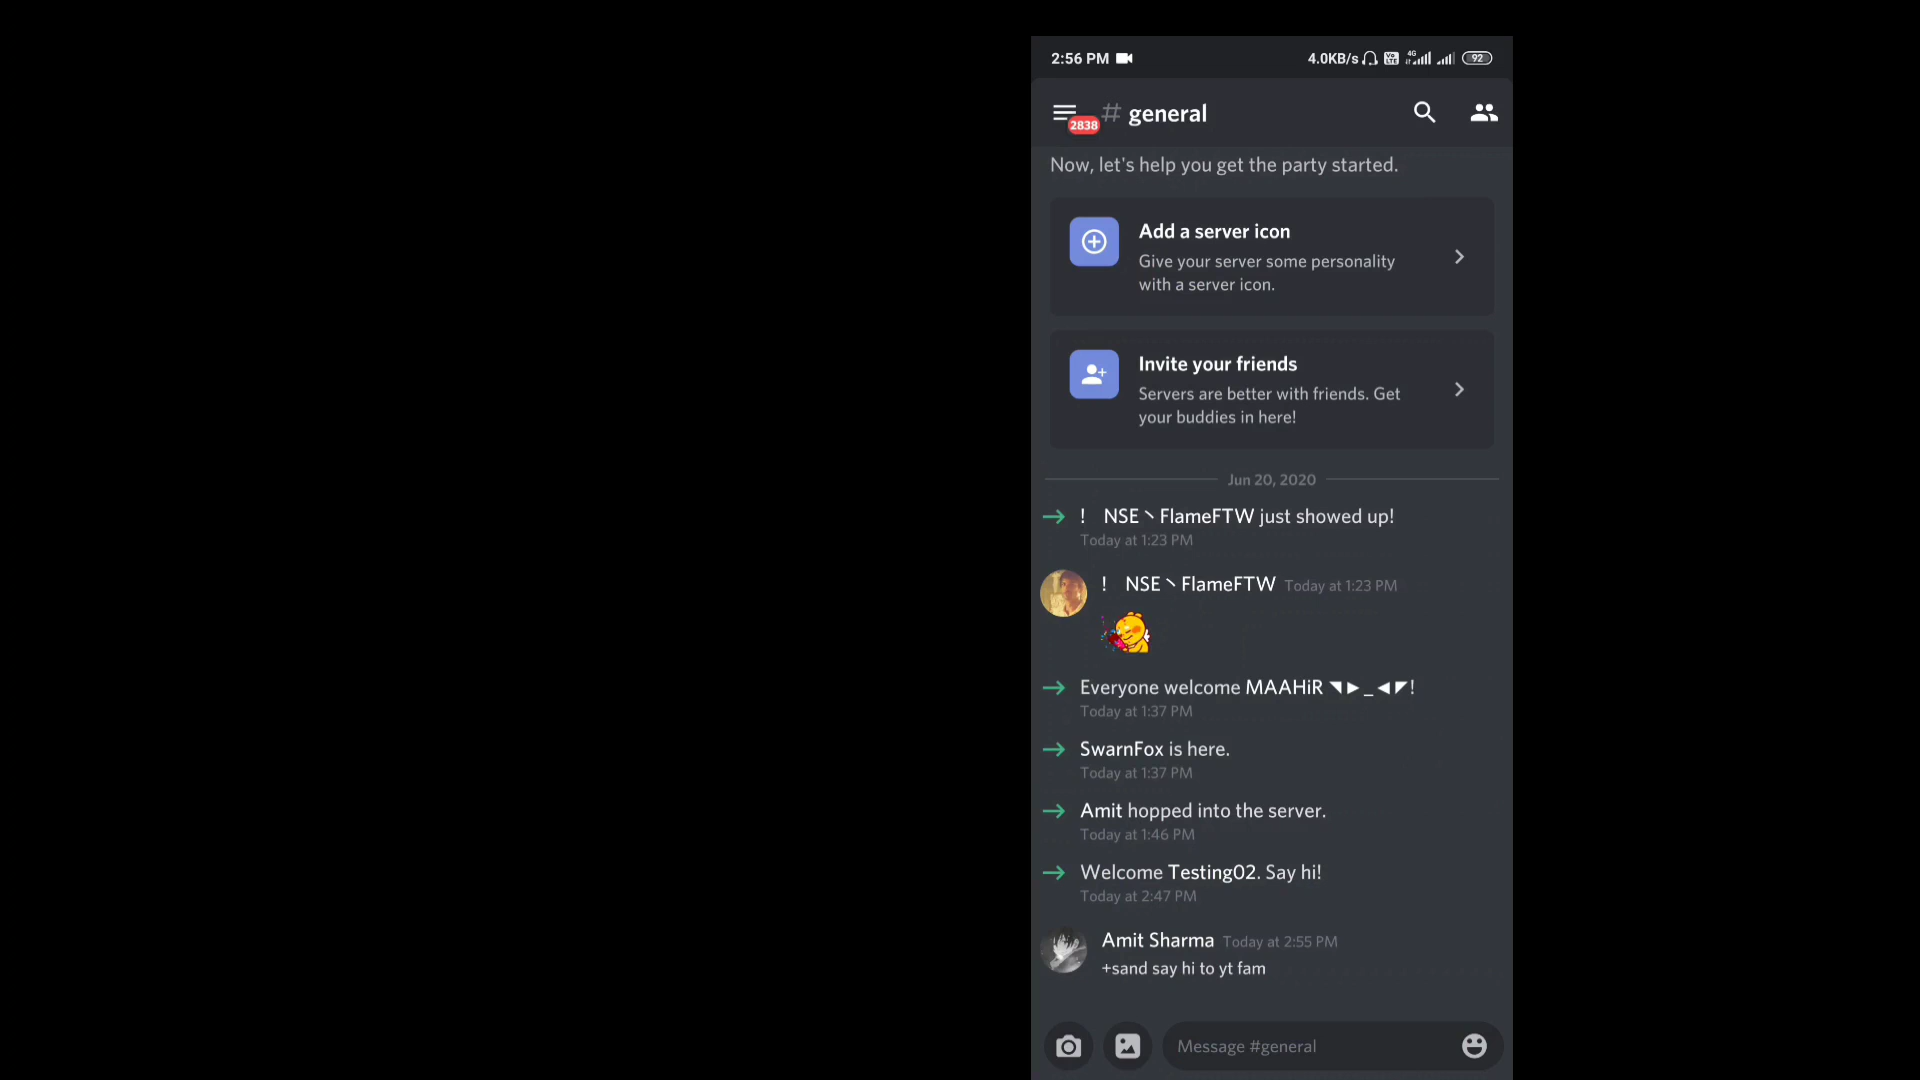 2:56 PM 4.0KB/s Vo LTE 4G 92
2838 # general
Now, let's help you get the party started.
Add a server icon
Give your server some personality
with a server icon.
Invite your friends
Servers are better with friends. Get
your buddies in here!
Jun 20, 2020
! NSE丶FlameFTW just showed up!
Today at 1:23 PM
! NSE丶FlameFTW Today at 1:23 PM
Everyone welcome MAAHiR ◥►_◄◤!
Today at 1:37 PM
SwarnFox is here.
Today at 1:37 PM
Amit hopped into the server.
Today at 1:46 PM
Welcome Testing02. Say hi!
Today at 2:47 PM
Amit Sharma Today at 2:55 PM
+sand say hi to yt fam
Message #general